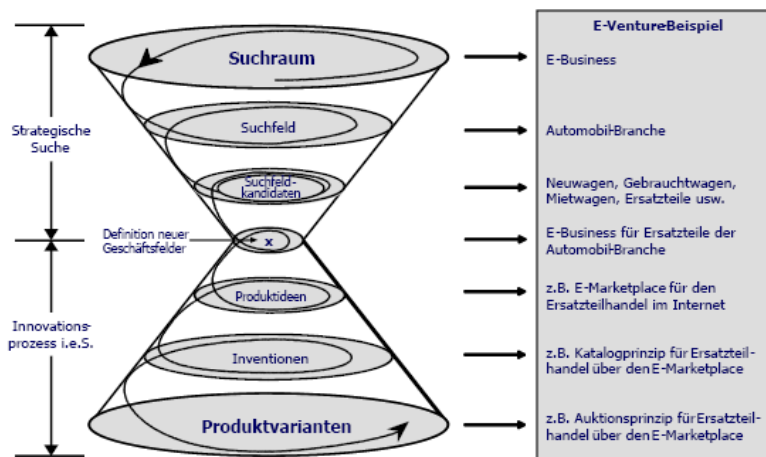 E-Venture-Beispiel
Suchraum
E-Business
Strategische
Suche
Suchfeld
Automobil-Branche
Suchfeld-
kandidaten
Neuwagen, Gebrauchtwagen,
Mietwagen, Ersatzteile usw.
Definition neuer
Geschäftsfelder
x
E-Business für Ersatzteile der
Automobil-Branche
Innovations-
prozess i.e.S.
Produktideen
z.B. E-Marketplace für den
Ersatzteilhandel im Internet
Inventionen
z.B. Katalogprinzip für Ersatzteil-
handel über den E-Marketplace
Produktvarianten
z.B. Auktionsprinzip für Ersatzteil-
handel über den E-Marketplace